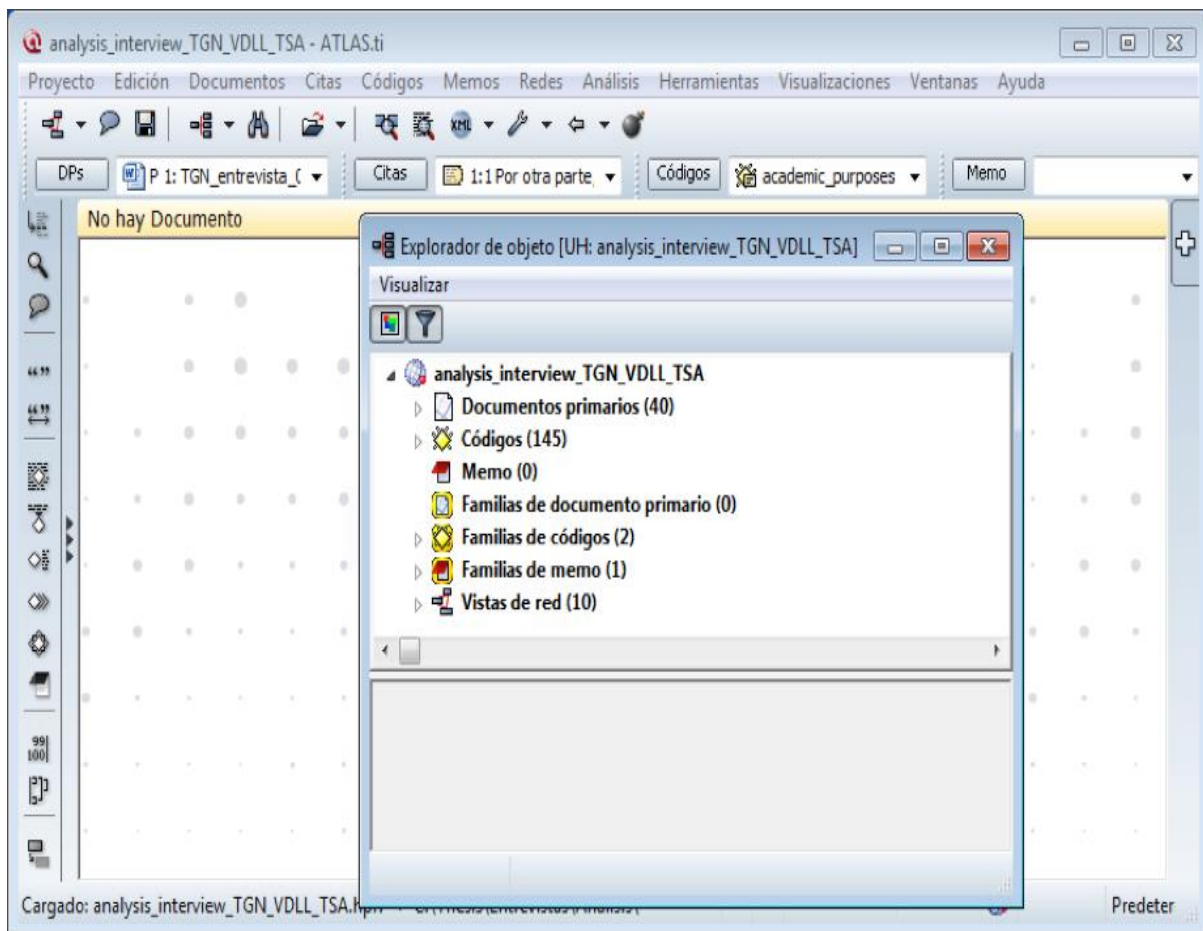 analysis_interview_TGN_VDLL_TSA - ATLAS.ti
Proyecto Edición Documentos Citas Códigos Memos Redes Análisis Herramientas Visualizaciones Ventanas Ayuda
XML
DPs P 1: TGN_entrevista_( Citas 1:1 Por otra parte, Códigos academic_purposes Memo
No hay Documento
Explorador de objeto [UH: analysis_interview_TGN_VDLL_TSA]
Visualizar
analysis_interview_TGN_VDLL_TSA
Documentos primarios (40)
Códigos (145)
Memo (0)
Familias de documento primario (0)
Familias de códigos (2)
Familias de memo (1)
Vistas de red (10)
99|
100|
Cargado: analysis_interview_TGN_VDLL_TSA. Predeter